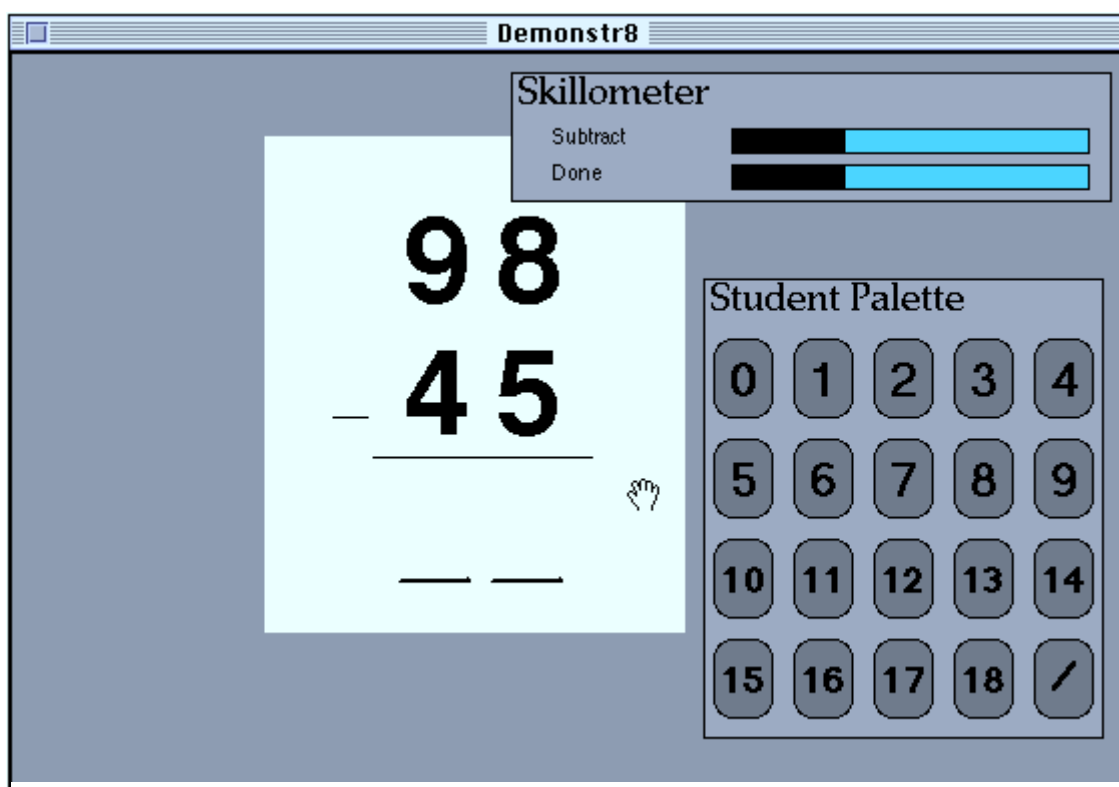 Demonstr8
Skillometer
Subtract
Done
98
- 45
Student Palette
0 1 2 3 4
5 6 7 8 9
10 11 12 13 14
15 16 17 18 /